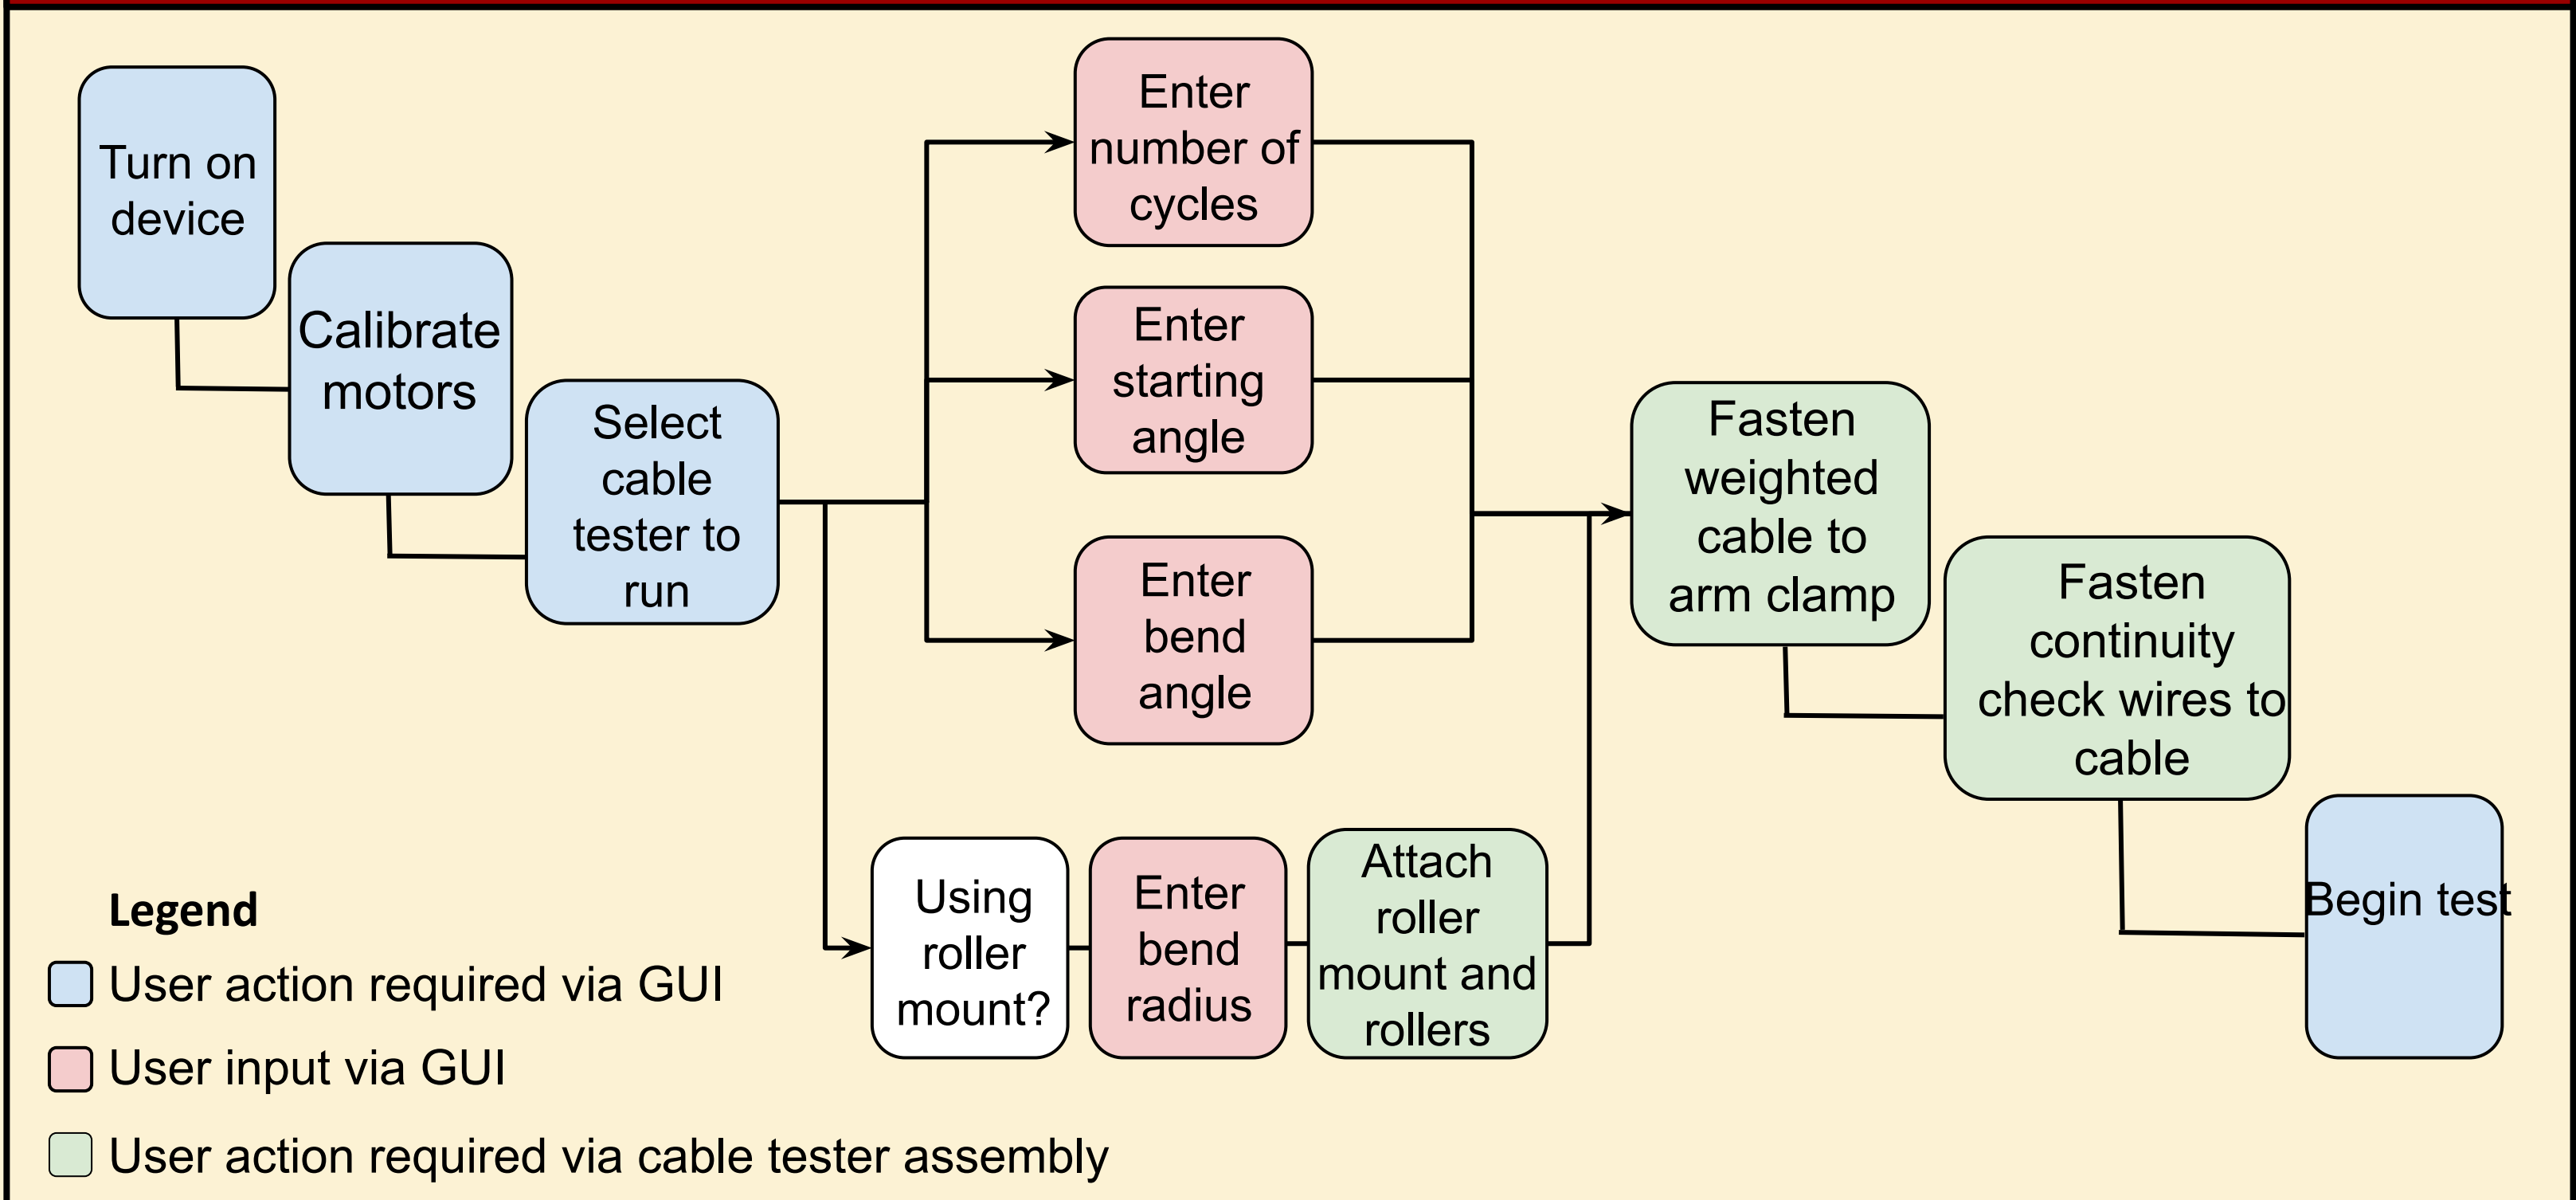 Turn on
device
Calibrate
motors
Select
cable
tester to
run
Enter
number of
cycles
Enter
starting
angle
Enter
bend
angle
Using
roller
mount?
Enter
bend
radius
Attach
roller
mount and
rollers
Fasten
weighted
cable to
arm clamp
Fasten
continuity
check wires to
cable
Begin test
Legend
User action required via GUI
User input via GUI
User action required via cable tester assembly